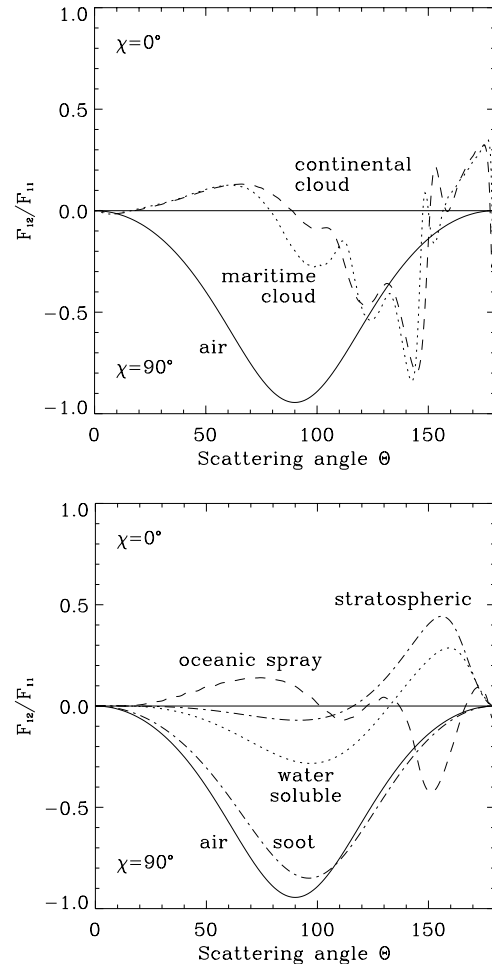 1.0
χ=0°
0.5
continental
cloud
F₁₂/F₁₁
0.0
maritime
cloud
−0.5
air
χ=90°
−1.0
0 50 100 150
Scattering angle Θ
1.0
χ=0°
0.5
stratospheric
oceanic spray
F₁₂/F₁₁
0.0
water
soluble
−0.5
air soot
χ=90°
−1.0
0 50 100 150
Scattering angle Θ